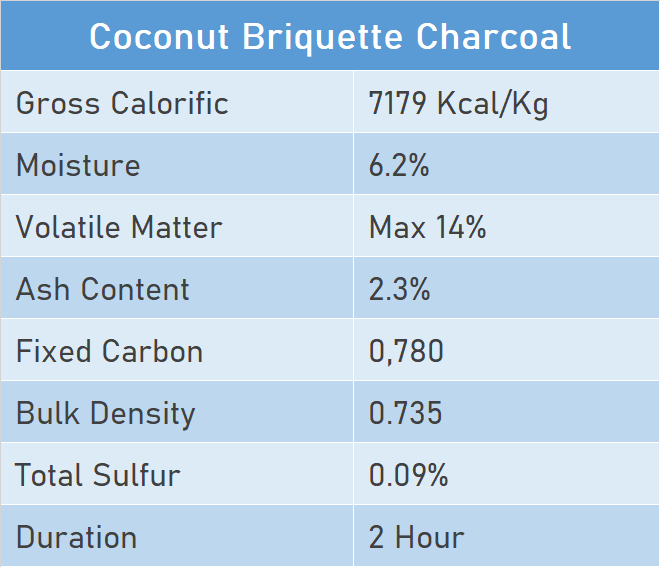 Coconut Briquette Charcoal
Gross Calorific 7179 Kcal/Kg
Moisture 6.2%
Volatile Matter Max 14%
Ash Content 2.3%
Fixed Carbon 0,780
Bulk Density 0.735
Total Sulfur 0.09%
Duration 2 Hour